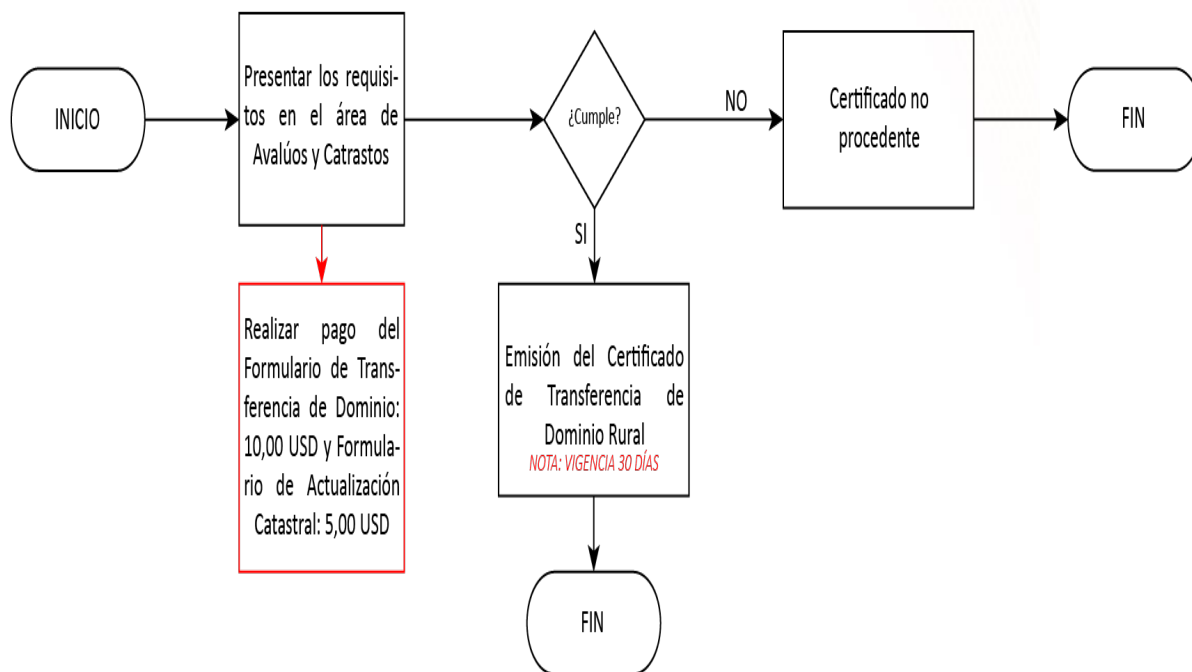 INICIO
Presentar los requisi-
tos en el área de
Avalúos y Catrastos
¿Cumple?
NO
Certificado no
procedente
FIN
SI
Realizar pago del
Formulario de Trans-
ferencia de Dominio:
10,00 USD y Formula-
rio de Actualización
Catastral: 5,00 USD
Emisión del Certificado
de Transferencia de
Dominio Rural
NOTA: VIGENCIA 30 DÍAS
FIN